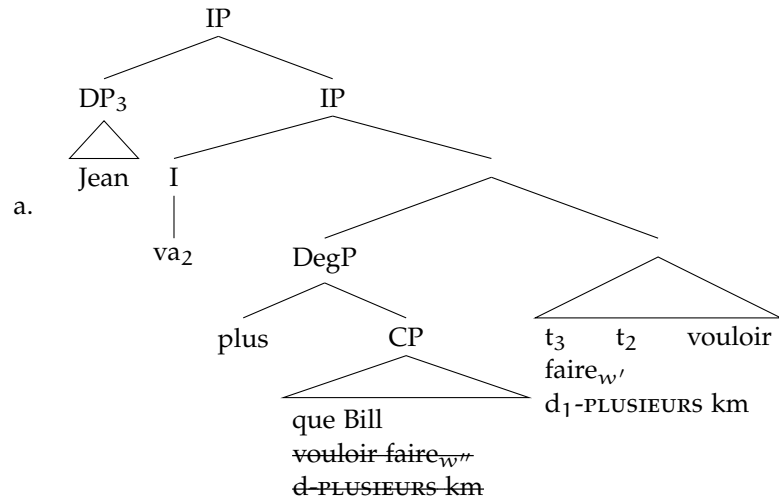 IP
DP₃ IP
Jean I
a.
va₂ DegP
plus CP t₃ t₂ vouloir
faire_w′
que Bill d₁-PLUSIEURS km
vouloir faire_w″
d-PLUSIEURS km